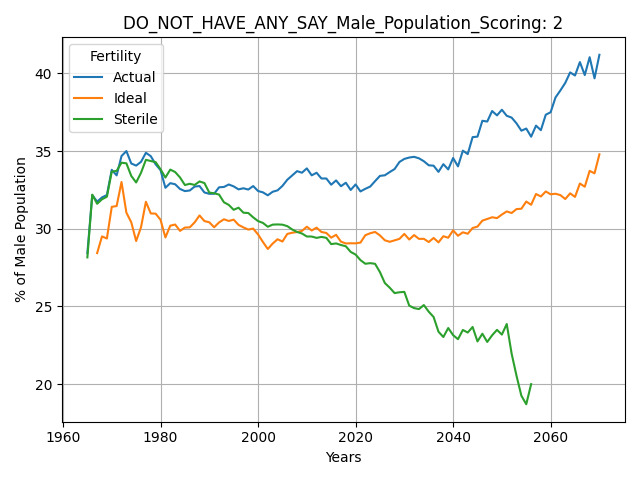 DO_NOT_HAVE_ANY_SAY_Male_Population_Scoring: 2
Fertility
Actual
Ideal
Sterile
% of Male Population
40
35
30
25
20
1960
1980
2000
2020
2040
2060
Years